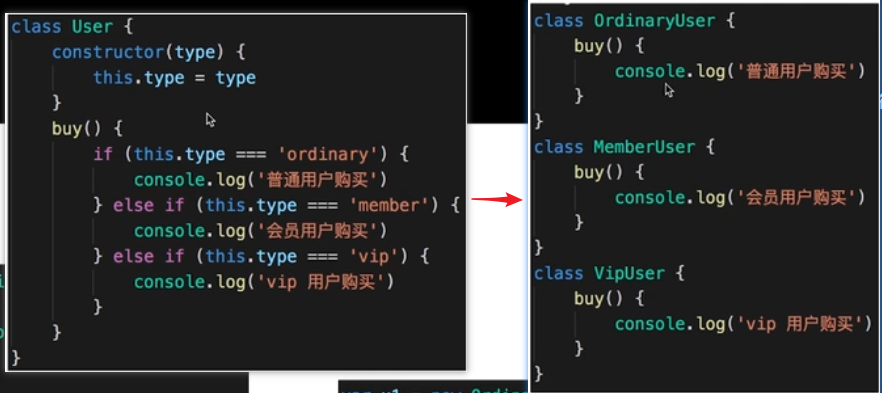 class User {
constructor(type) {
this.type = type
}
buy() {
if (this.type === 'ordinary') {
console.log('普通用户购买')
} else if (this.type === 'member') {
console.log('会员用户购买')
} else if (this.type === 'vip') {
console.log('vip 用户购买')
}
}
}
class OrdinaryUser {
buy() {
console.log('普通用户购买')
}
}
class MemberUser {
buy() {
console.log('会员用户购买')
}
}
class VipUser {
buy() {
console.log('vip 用户购买')
}
}